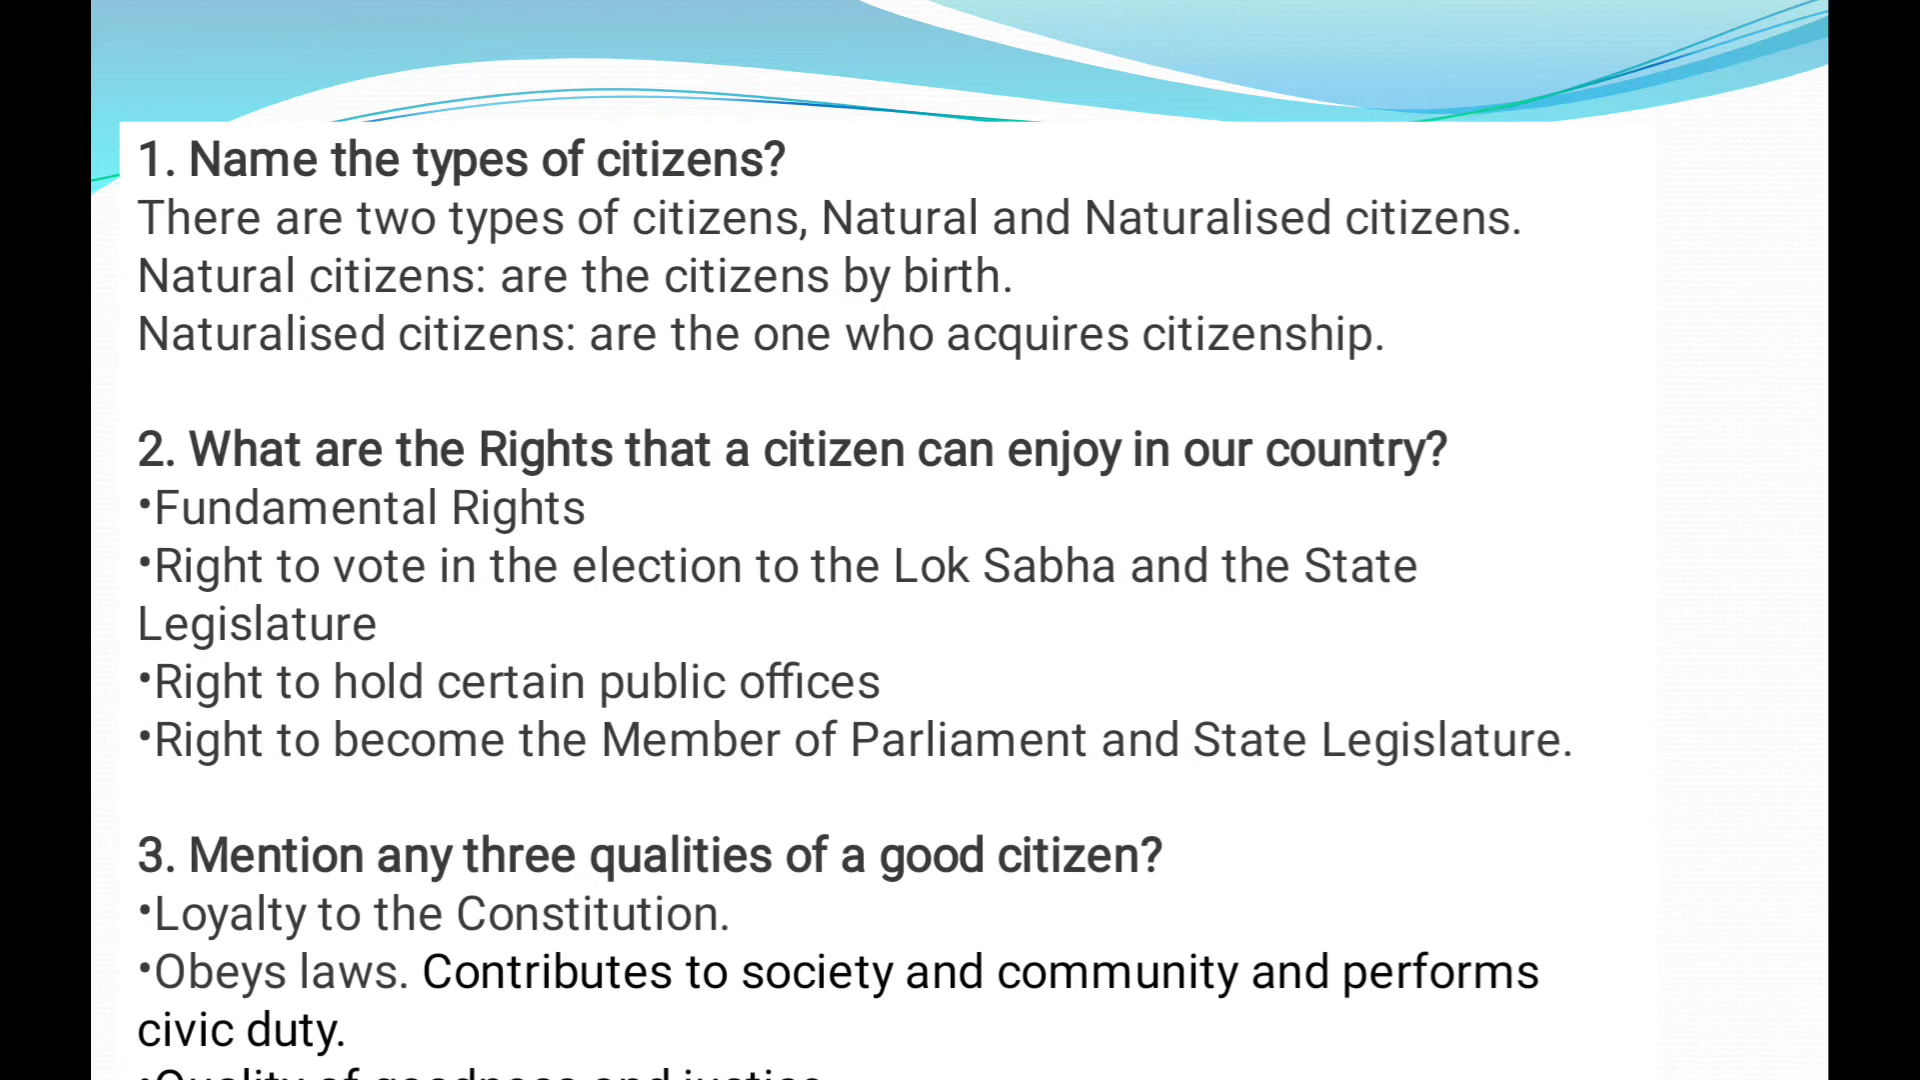 1. Name the types of citizens?
There are two types of citizens, Natural and Naturalised citizens.
Natural citizens: are the citizens by birth.
Naturalised citizens: are the one who acquires citizenship.
2. What are the Rights that a citizen can enjoy in our country?
•Fundamental Rights
•Right to vote in the election to the Lok Sabha and the State
Legislature
•Right to hold certain public offices
•Right to become the Member of Parliament and State Legislature.
3. Mention any three qualities of a good citizen?
•Loyalty to the Constitution.
•Obeys laws. Contributes to society and community and performs
civic duty.
•Quality of goodness and justice